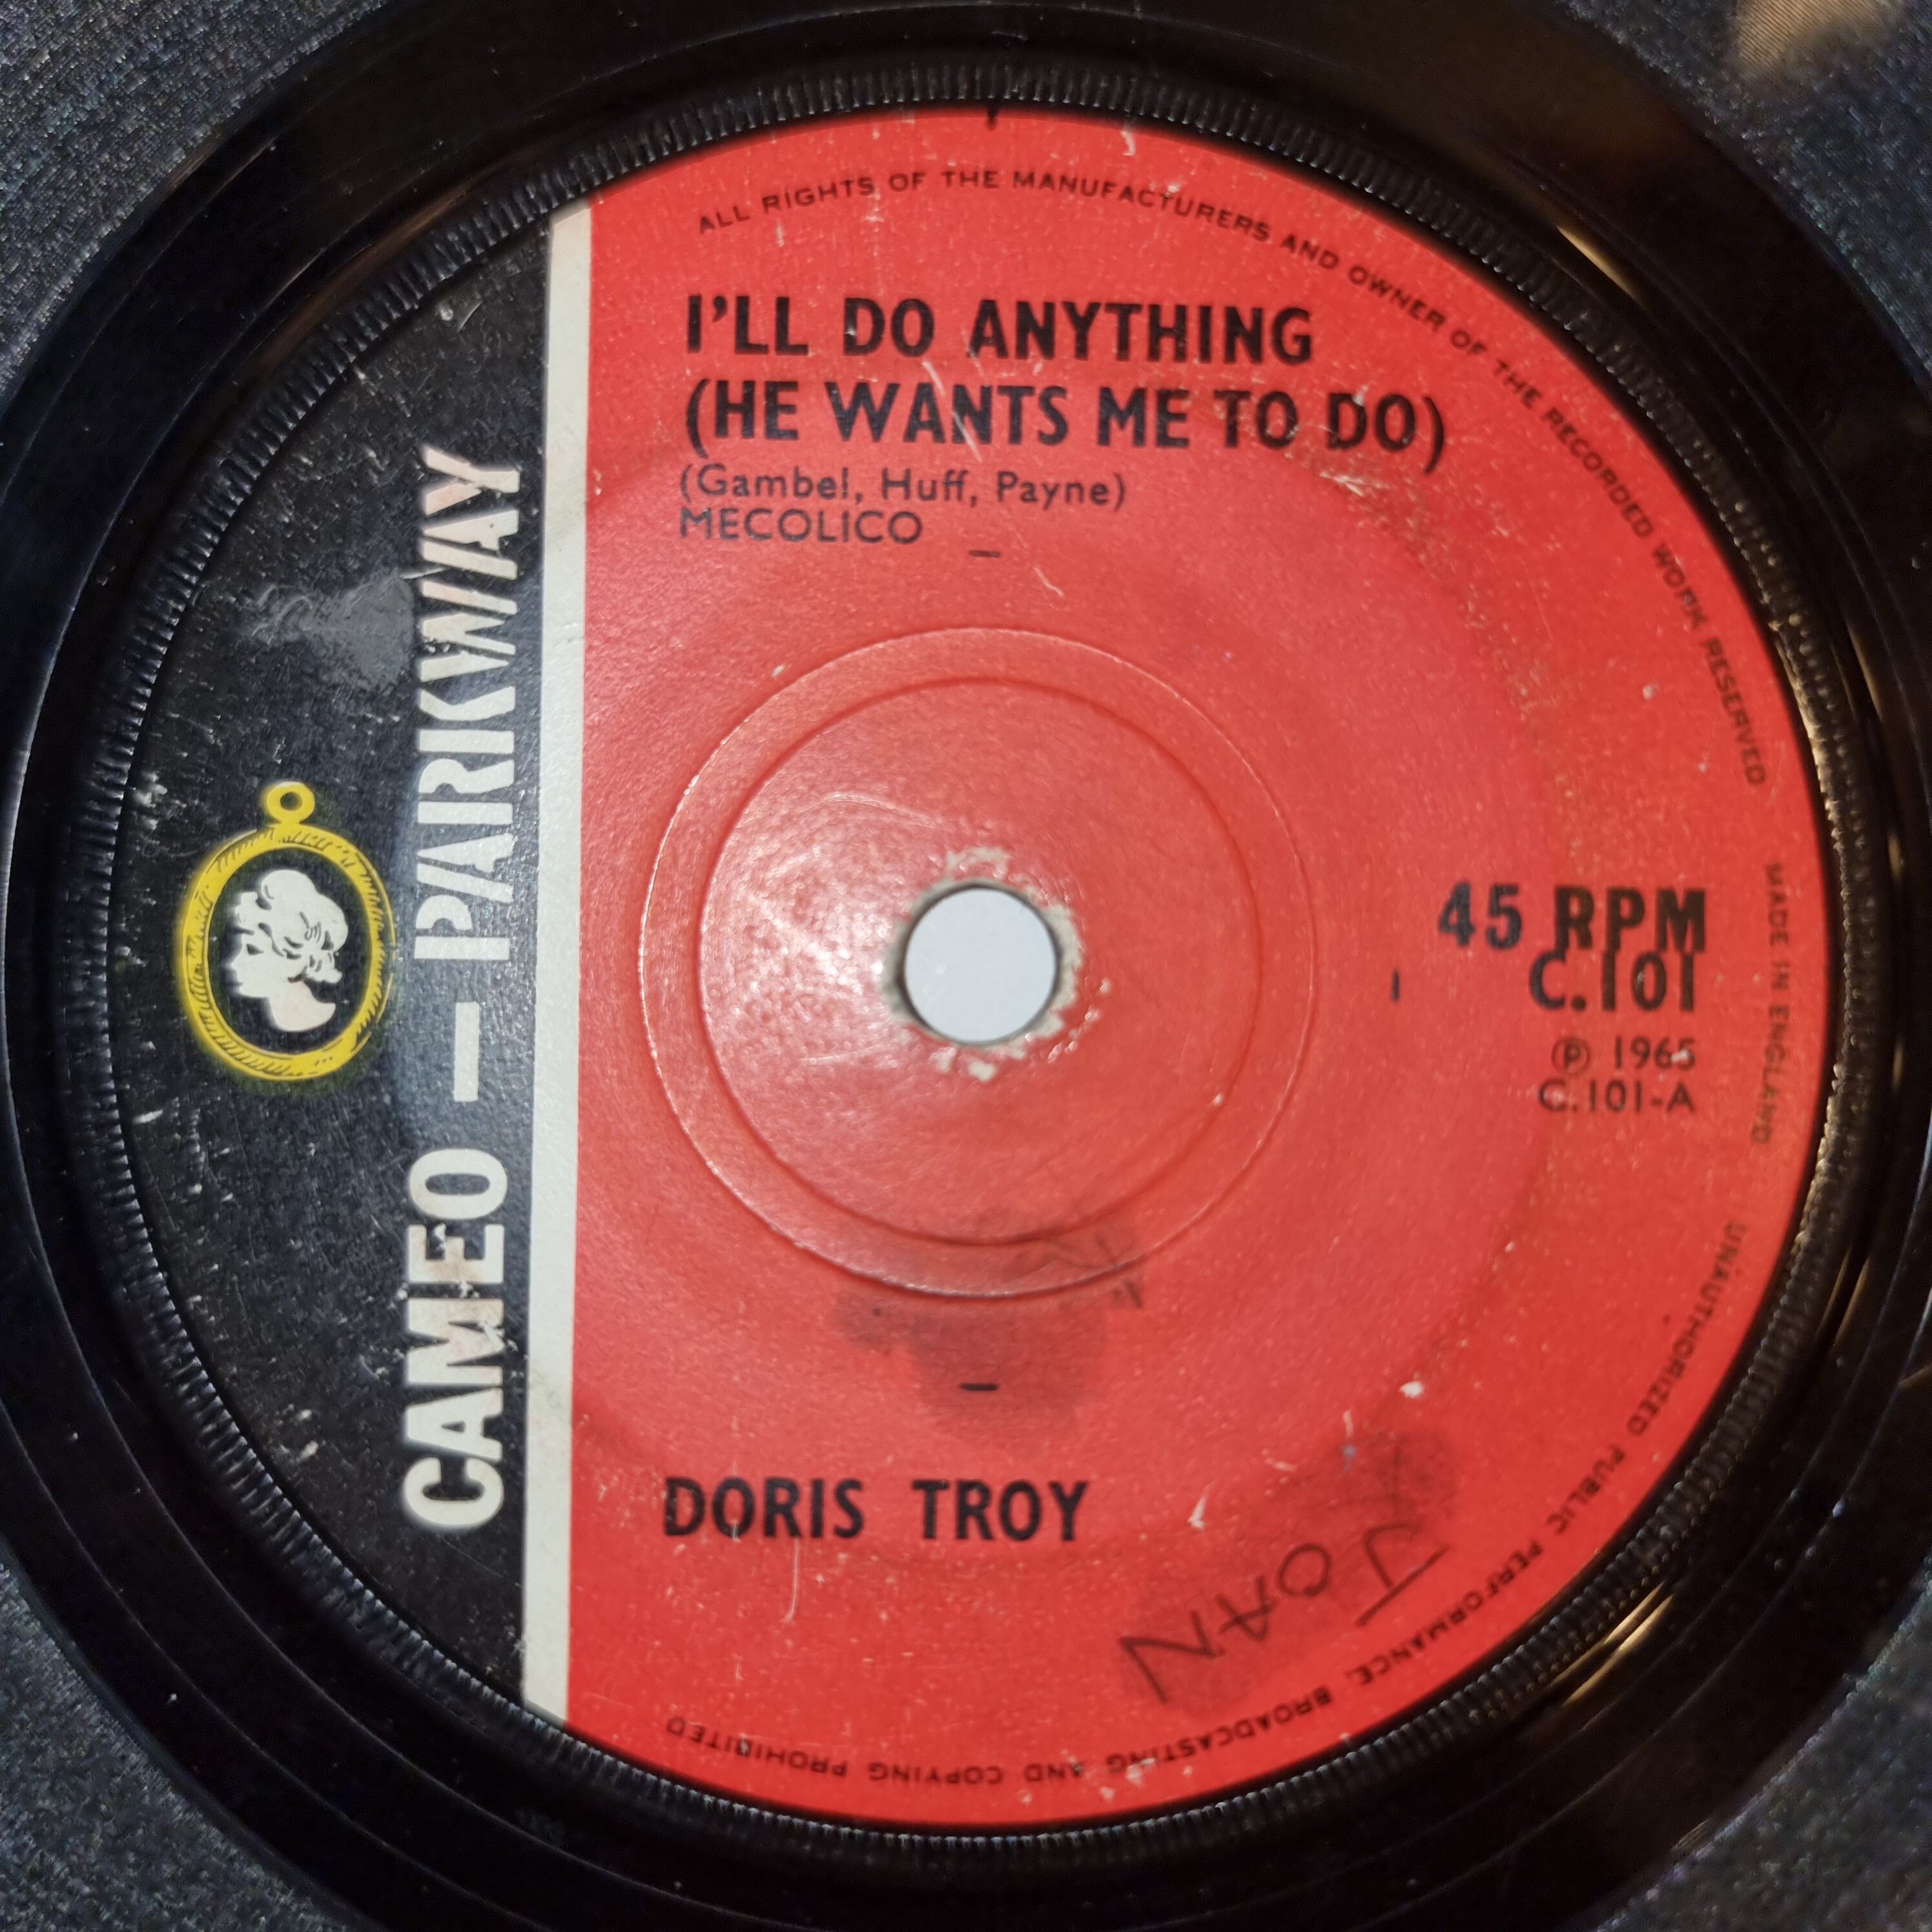 ALL RIGHTS OF THE MANUFACTURERS AND OWNER OF THE RECORDED WORK RESERVED
I'LL DO ANYTHING
(HE WANTS ME TO DO)
(Gambel, Huff, Payne)
MECOLICO
CAMEO – PARKWAY
45 RPM
C.101
℗ 1965
C.101-A
MADE IN ENGLAND
DORIS TROY
JOAN
UNAUTHORIZED PUBLIC PERFORMANCE, BROADCASTING AND COPYING PROHIBITED